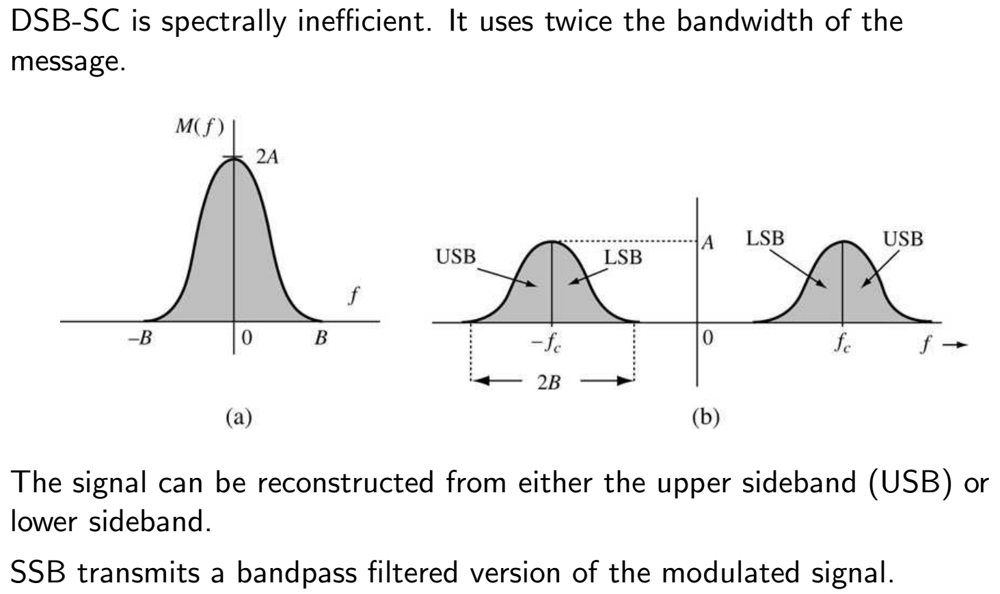 DSB-SC is spectrally inefficient. It uses twice the bandwidth of the
message.
M(f)
2A
f
–B
0
B
(a)
USB
LSB
A
LSB
USB
–f_c
0
f_c
f
2B
(b)
The signal can be reconstructed from either the upper sideband (USB) or
lower sideband.
SSB transmits a bandpass filtered version of the modulated signal.